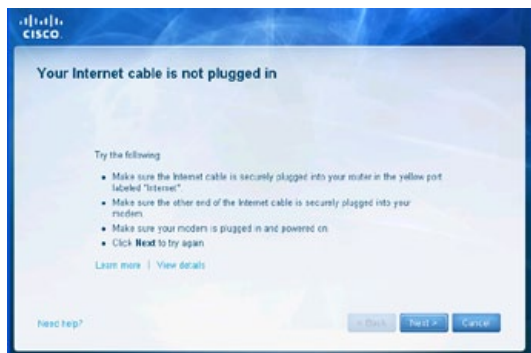 CISCO.
Your Internet cable is not plugged in
Try the following:
• Make sure the Internet cable is securely plugged into your router in the yellow port
labeled "Internet".
• Make sure the other end of the Internet cable is securely plugged into your
modem.
• Make sure your modem is plugged in and powered on.
• Click Next to try again.
Learn more | View details
Need help?
< Back Next > Cancel